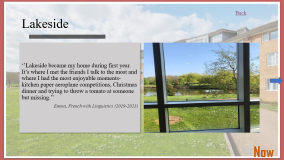 Back
Lakeside
"Lakeside became my home during first year.
It's where I met the friends I talk to the most and
where I had the most enjoyable moments-
kitchen paper aeroplane competitions, Christmas
dinner and trying to throw a tomato at someone
but missing."
Emma, French with Linguistics (2019-2023)
Now